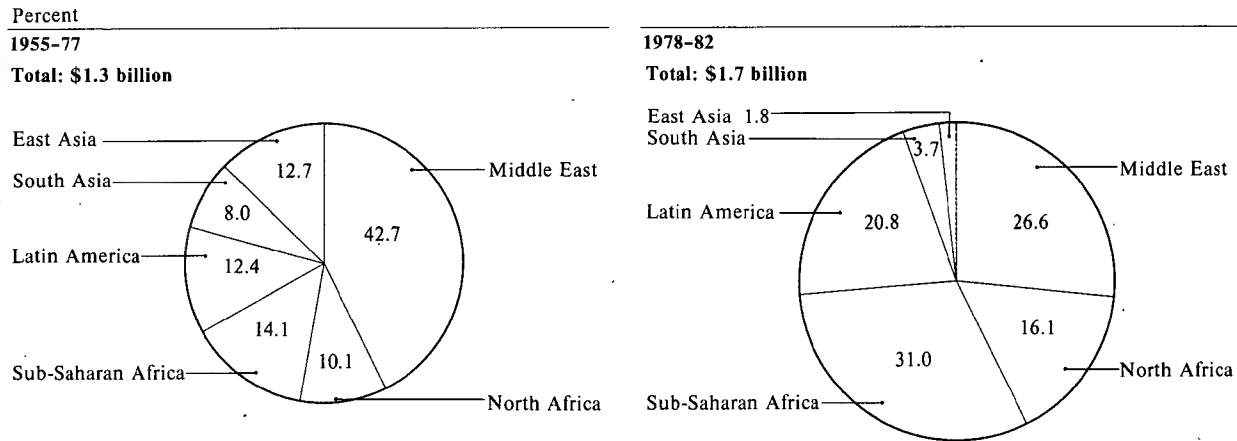 Percent
1955-77
Total: $1.3 billion
East Asia
12.7
Middle East
South Asia
8.0
42.7
Latin America
12.4
14.1
10.1
Sub-Saharan Africa
North Africa
1978-82
Total: $1.7 billion
East Asia 1.8
South Asia
3.7
Middle East
Latin America
20.8
26.6
16.1
31.0
North Africa
Sub-Saharan Africa